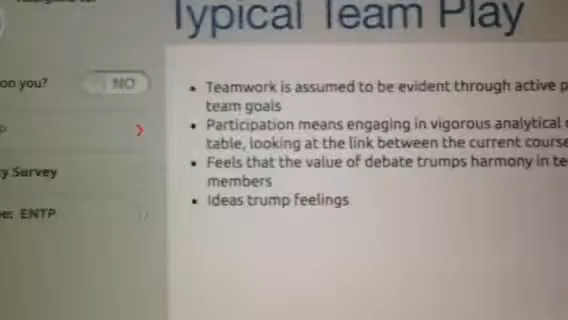 Typical Team Play
on you?
NO
• Teamwork is assumed to be evident through active
team goals
• Participation means engaging in vigorous analytical
table, looking at the link between the current course
• Feels that the value of debate trumps harmony in
members
• Ideas trump feelings
y Survey
e: ENTP